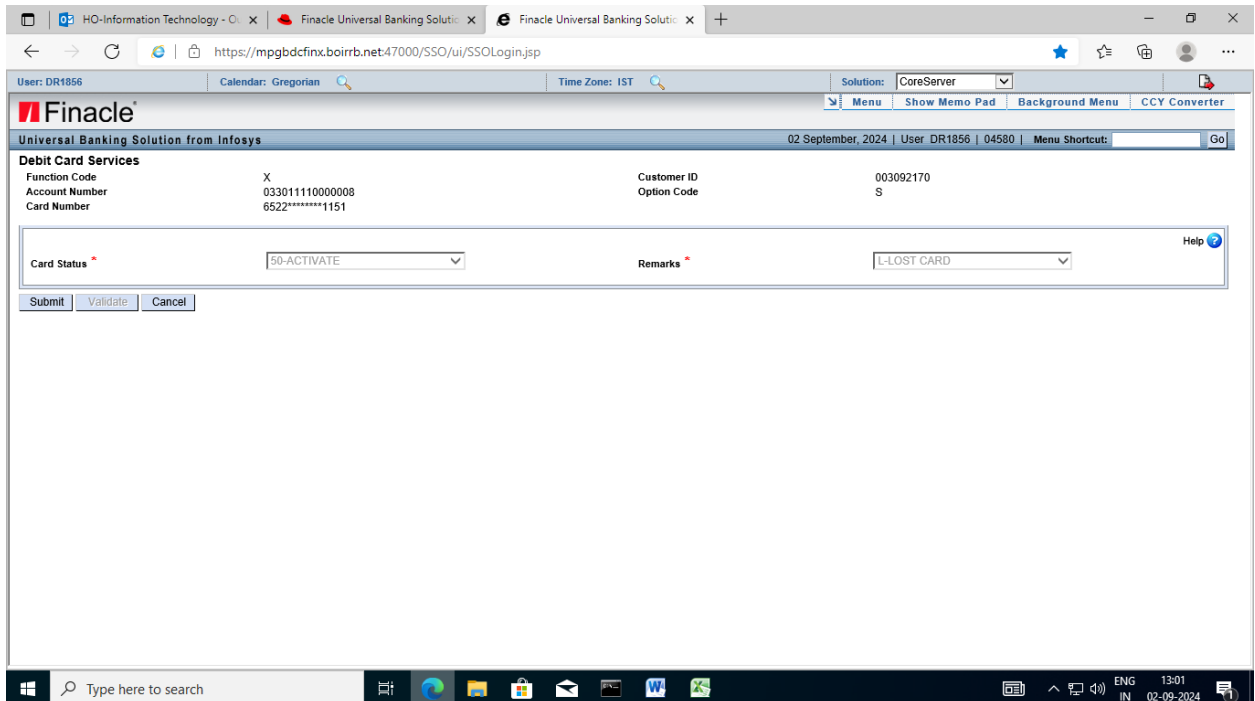 HO-Information Technology - Ou
Finacle Universal Banking Solutic
Finacle Universal Banking Solutic
https://mpgbdcfinx.boirrb.net:47000/SSO/ui/SSOLogin.jsp
User: DR1856 Calendar: Gregorian Time Zone: IST Solution: CoreServer
Finacle
Menu Show Memo Pad Background Menu CCY Converter
Universal Banking Solution from Infosys 02 September, 2024 | User DR1856 | 04580 | Menu Shortcut: Go
Debit Card Services
Function Code X Customer ID 003092170
Account Number 033011110000008 Option Code S
Card Number 6522********1151
Help ?
Card Status * 50-ACTIVATE Remarks * L-LOST CARD
Submit Validate Cancel
Type here to search
ENG 13:01
IN 02-09-2024
1